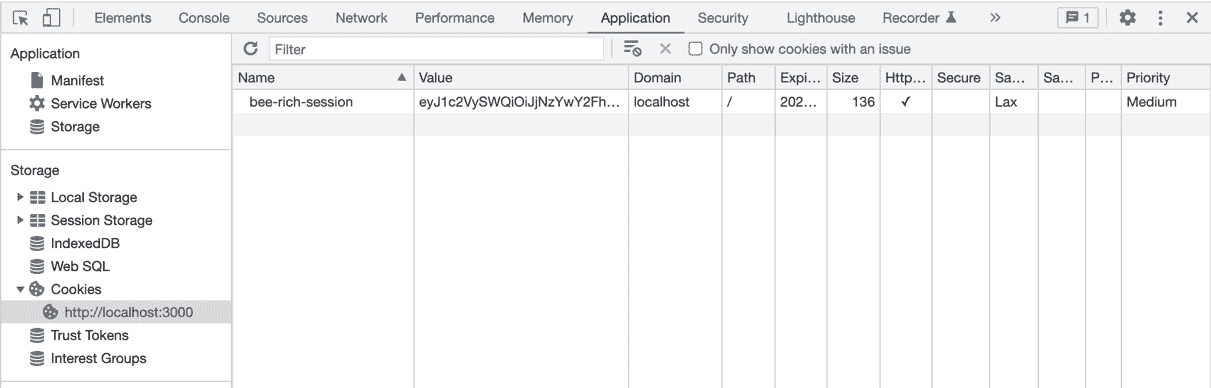 Elements Console Sources Network Performance Memory Application Security Lighthouse Recorder » 1
Application
Manifest
Service Workers
Storage
Storage
Local Storage
Session Storage
IndexedDB
Web SQL
Cookies
http://localhost:3000
Trust Tokens
Interest Groups
Filter Only show cookies with an issue
Name Value Domain Path Expi... Size Http... Secure Sa... Sa... P... Priority
bee-rich-session eyJ1c2VySWQiOiJjNzYwY2Fh... localhost / 202... 136 ✓ Lax Medium